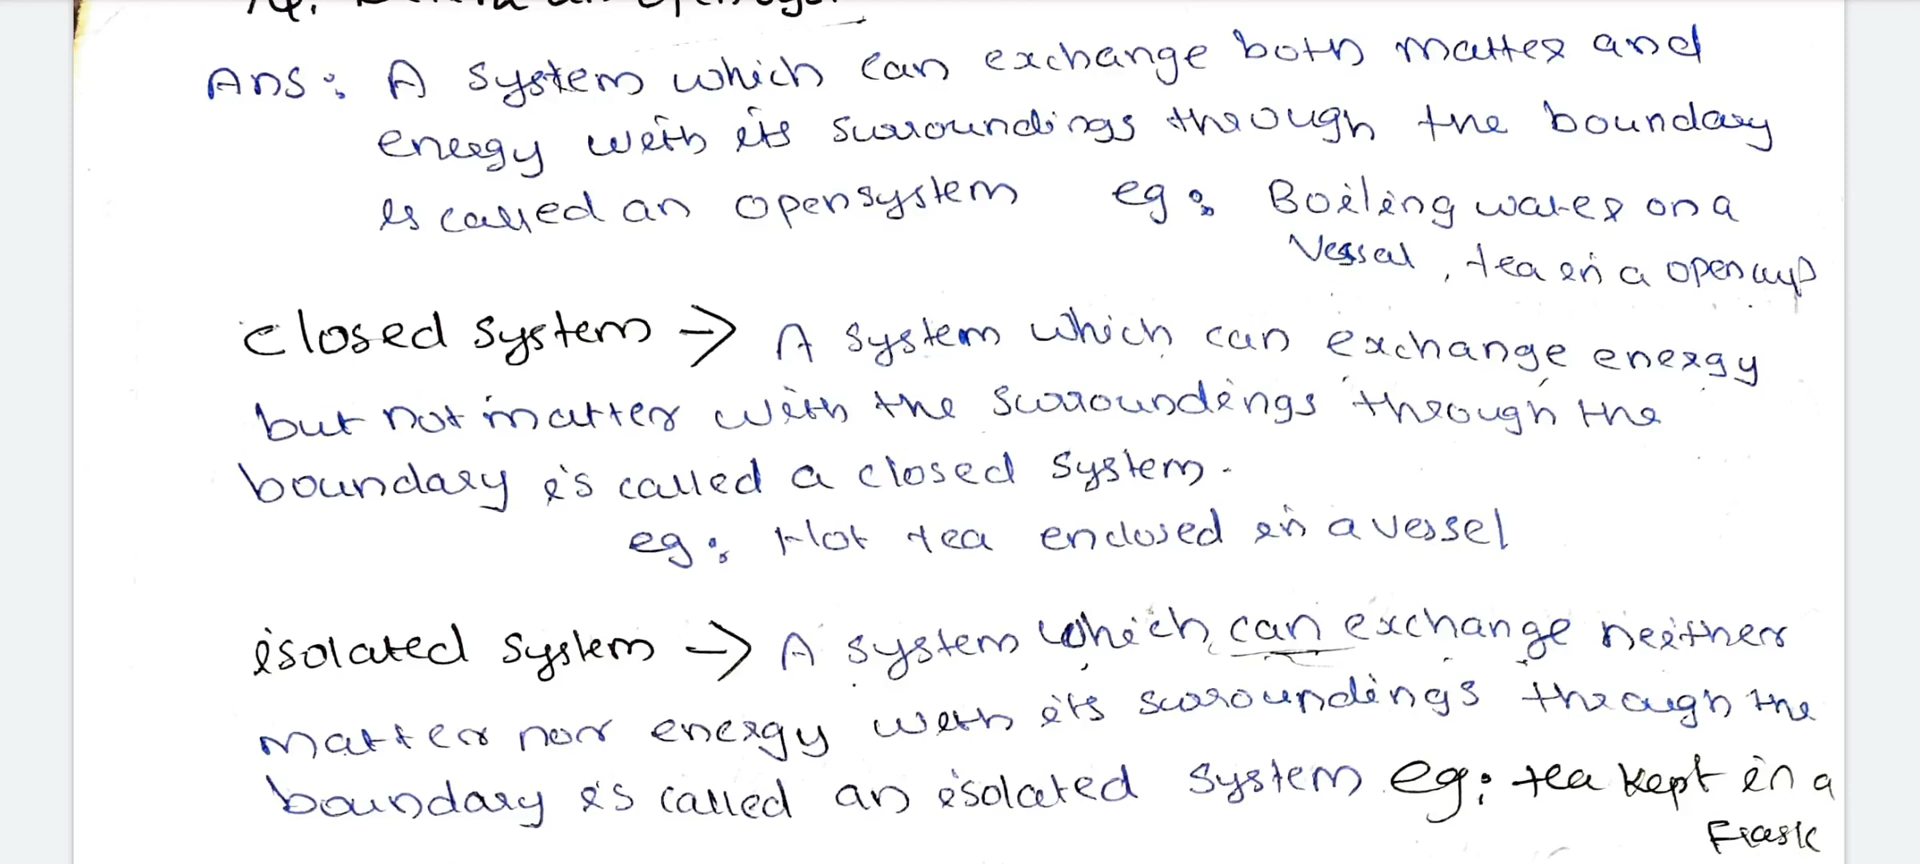 Ans: A system which can exchange both matter and
energy with its surroundings through the boundary
is called an open system eg: Boiling water on a
vessal, tea in a open cup
closed system → A system which can exchange energy
but not matter with the surroundings through the
boundary is called a closed system.
eg: Hot tea enclosed in a vessel
isolated system → A system which can exchange neither
matter nor energy with its surroundings through the
boundary is called an isolated system eg: tea kept in a
Flask